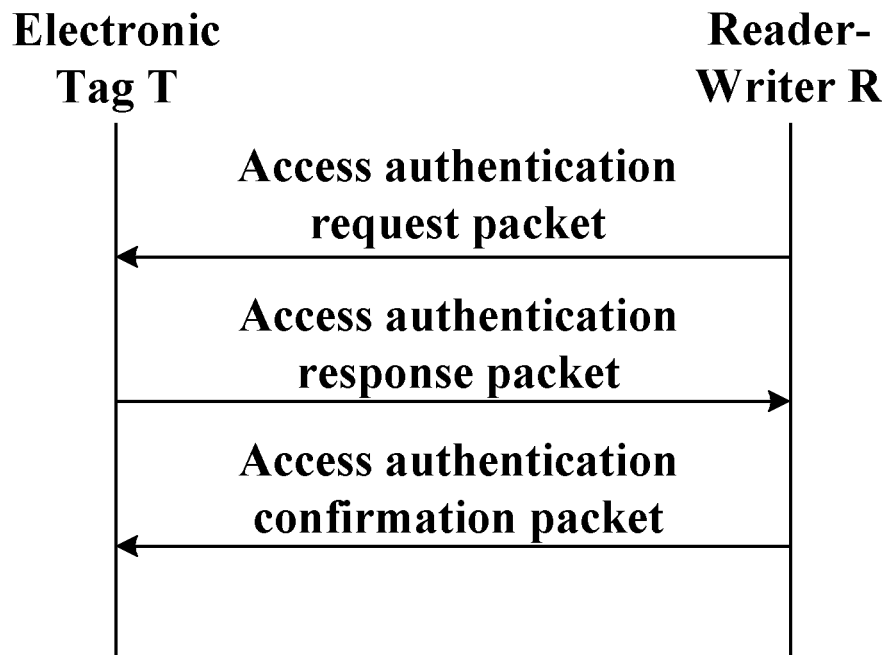 Electronic
Tag T
Reader-
Writer R
Access authentication
request packet
Access authentication
response packet
Access authentication
confirmation packet